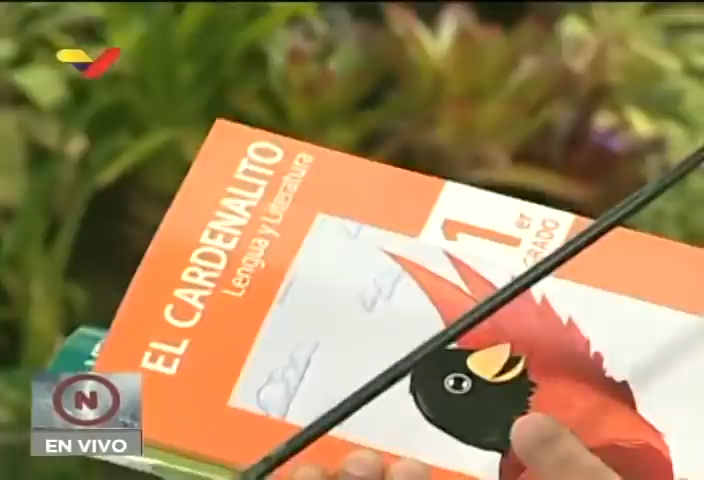 EL CARDENALITO
Lengua y Literatura
1er
GRADO
N
EN VIVO